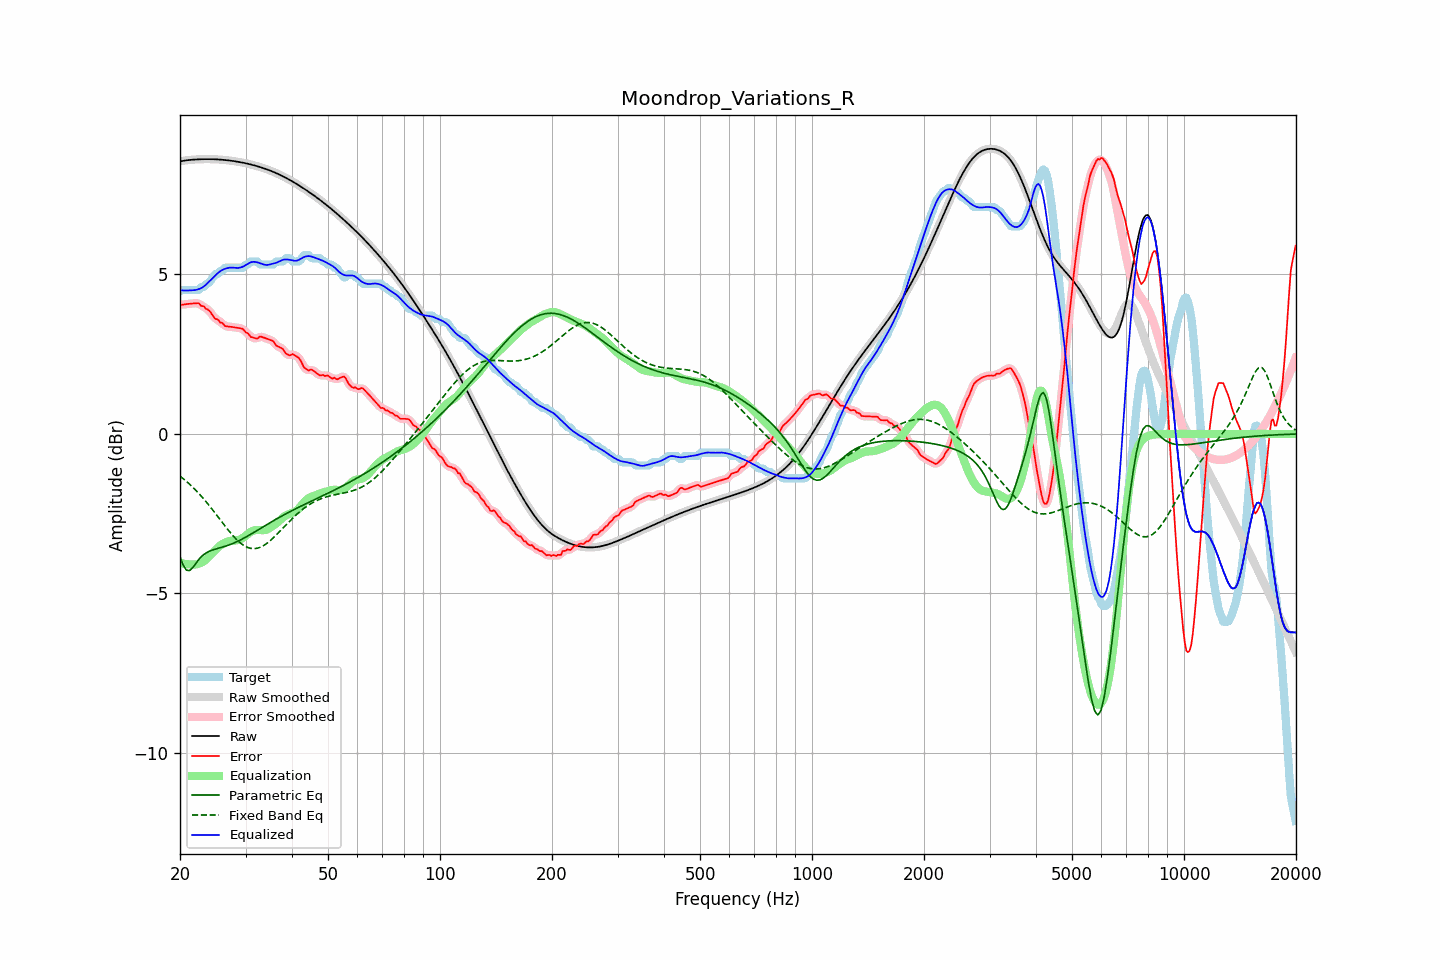 Moondrop_Variations_R
Amplitude (dBr)
5
0
−5
−10
Target
Raw Smoothed
Error Smoothed
Raw
Error
Equalization
Parametric Eq
Fixed Band Eq
Equalized
20 50 100 200 500 1000 2000 5000 10000 20000
Frequency (Hz)